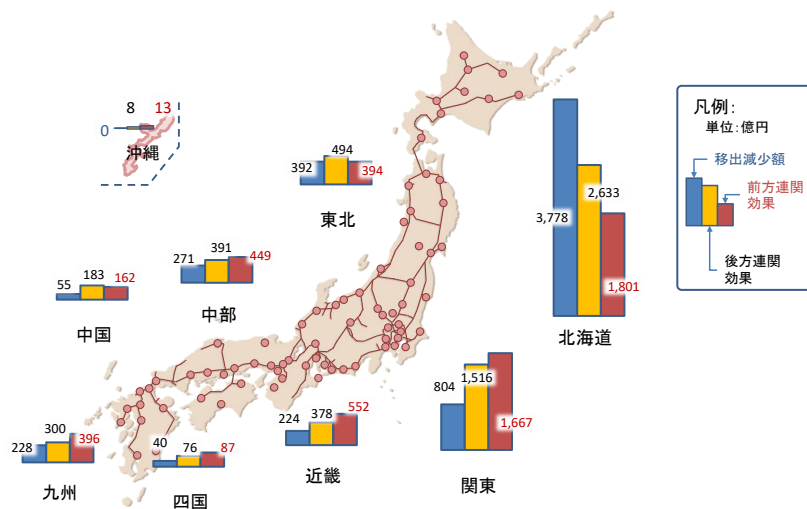 8 13
0
沖縄
494
392 394
東北
391
271 449
中部
183
55 162
中国
2,633
3,778
1,801
北海道
凡例:
単位:億円
移出減少額
前方連関
効果
後方連関
効果
1,516
804
1,667
関東
552
224 378
近畿
300
228 396
九州
40 76 87
四国